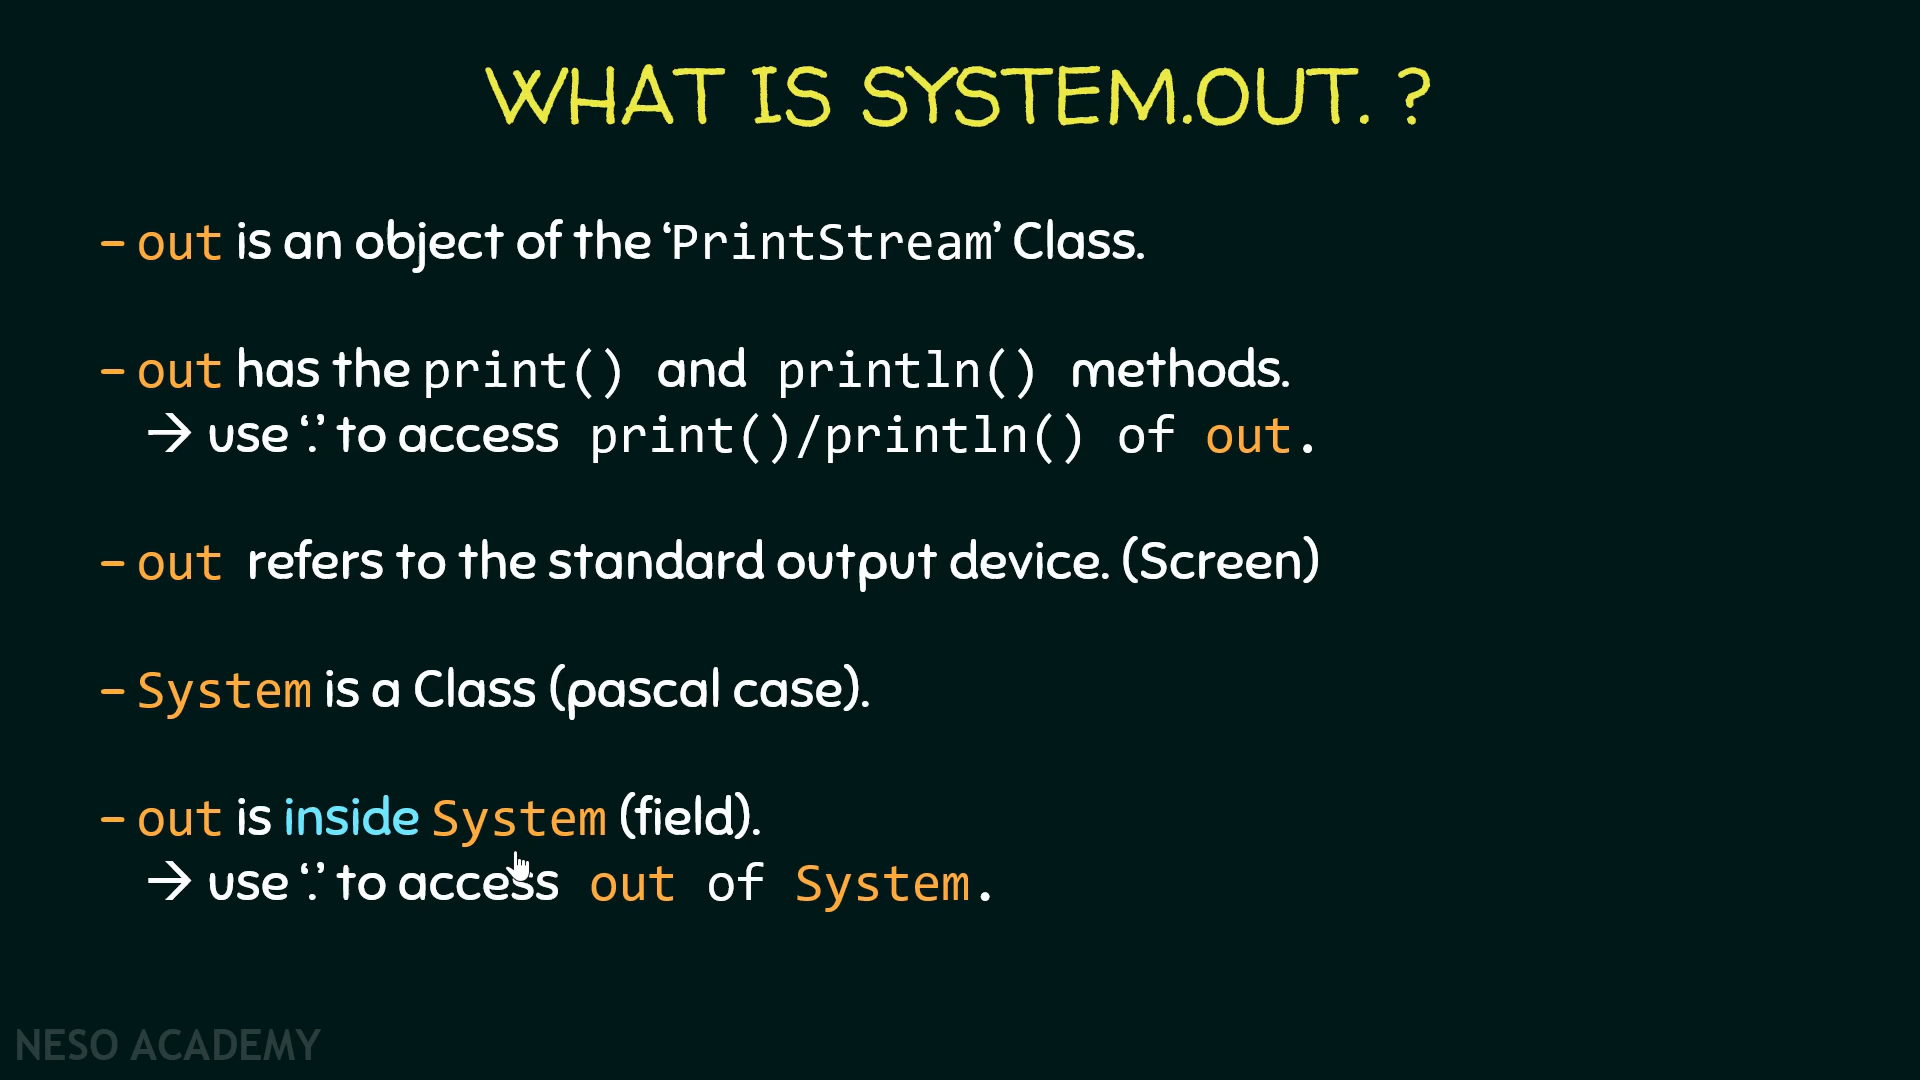 WHAT IS SYSTEM.OUT. ?
– out is an object of the ‘PrintStream’ Class.
– out has the print() and println() methods.
→ use ‘.’ to access print()/println() of out.
– out refers to the standard output device. (Screen)
– System is a Class (pascal case).
– out is inside System (field).
→ use ‘.’ to access out of System.
NESO ACADEMY